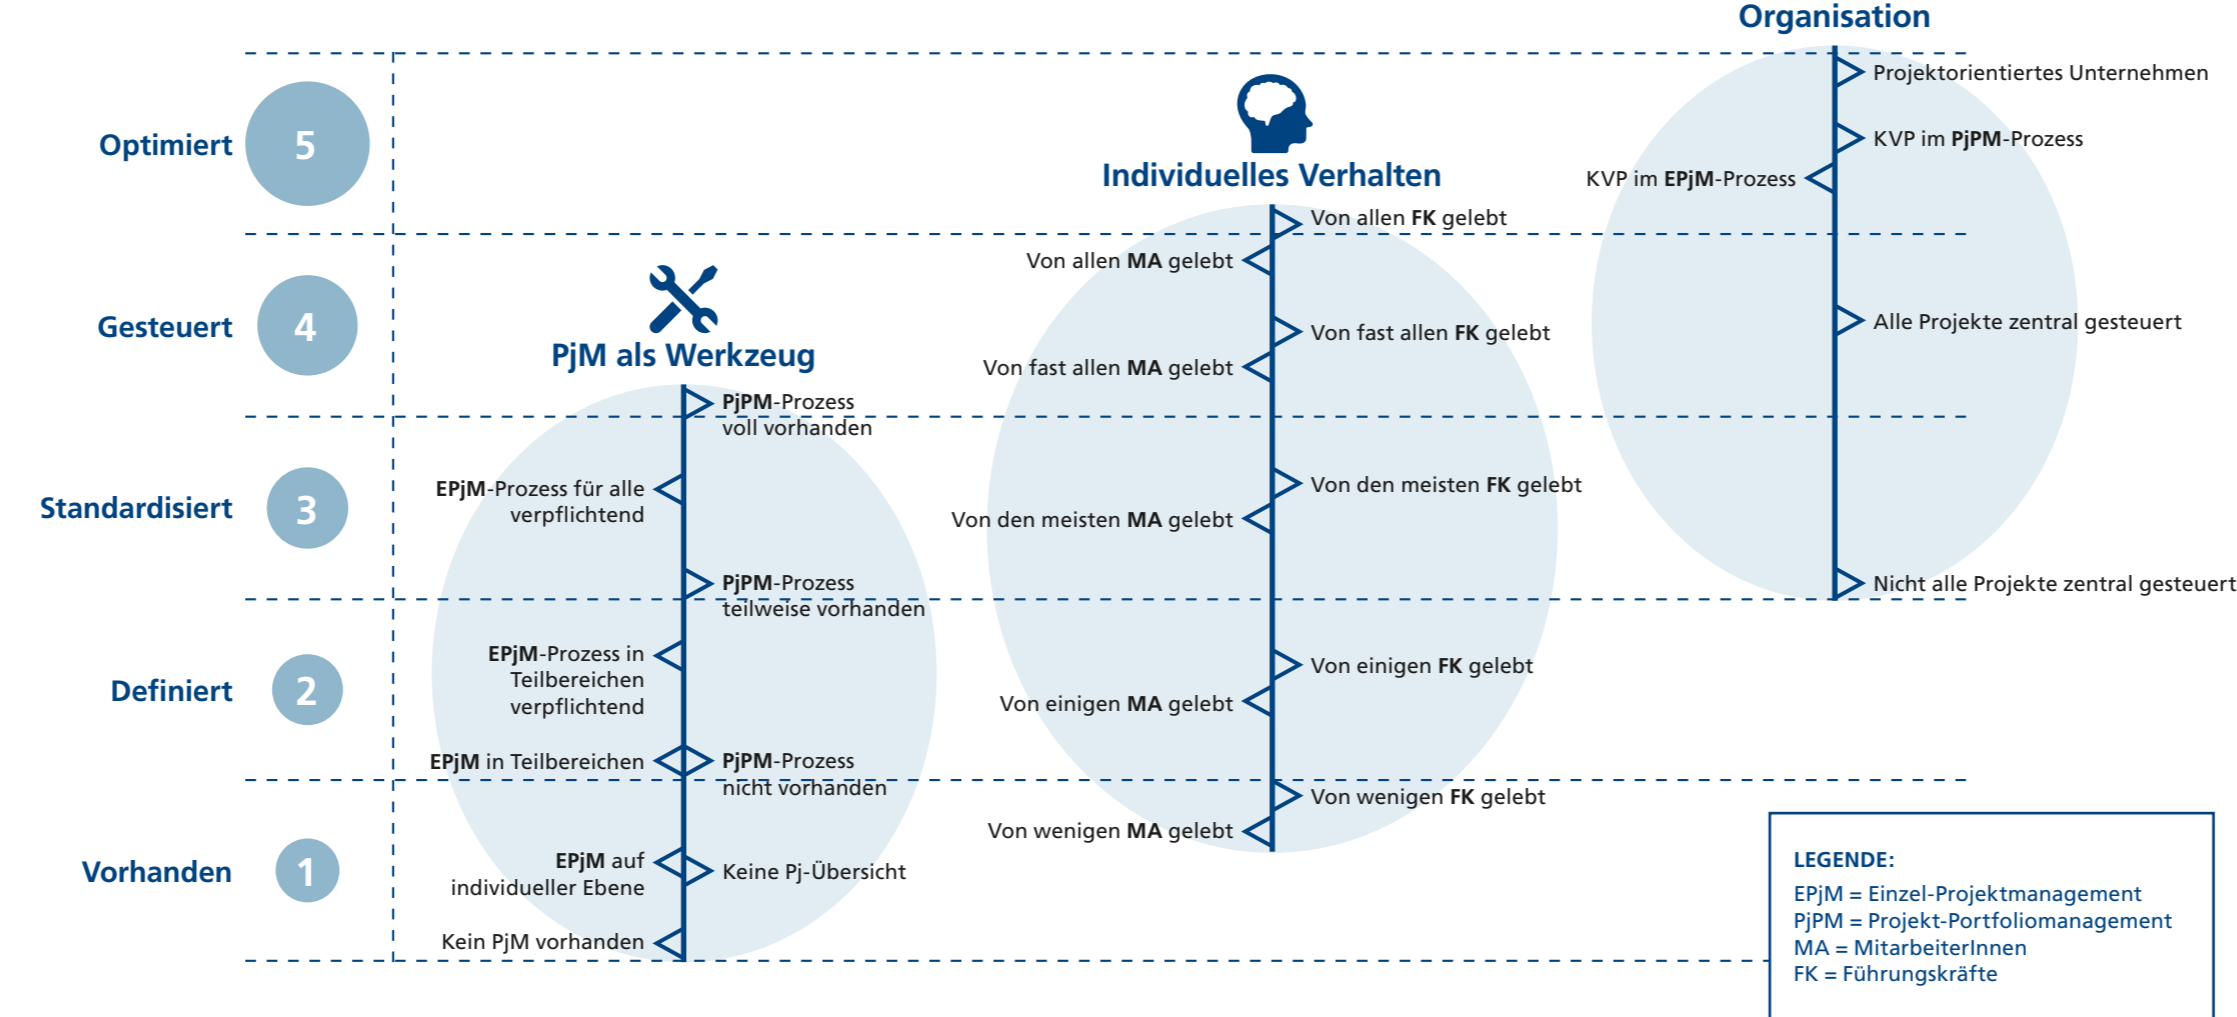 Organisation
Projektorientiertes Unternehmen
KVP im PjPM-Prozess
KVP im EPjM-Prozess
Alle Projekte zentral gesteuert
Nicht alle Projekte zentral gesteuert
Optimiert
5
Gesteuert
4
Standardisiert
3
Definiert
2
Vorhanden
1
Individuelles Verhalten
Von allen FK gelebt
Von allen MA gelebt
Von fast allen FK gelebt
Von fast allen MA gelebt
Von den meisten FK gelebt
Von den meisten MA gelebt
Von einigen FK gelebt
Von einigen MA gelebt
Von wenigen FK gelebt
Von wenigen MA gelebt
PjM als Werkzeug
PjPM-Prozess
voll vorhanden
EPjM-Prozess für alle
verpflichtend
PjPM-Prozess
teilweise vorhanden
EPjM-Prozess in
Teilbereichen
verpflichtend
EPjM in Teilbereichen
PjPM-Prozess
nicht vorhanden
EPjM auf
individueller Ebene
Keine Pj-Übersicht
Kein PjM vorhanden
LEGENDE:
EPjM = Einzel-Projektmanagement
PjPM = Projekt-Portfoliomanagement
MA = MitarbeiterInnen
FK = Führungskräfte